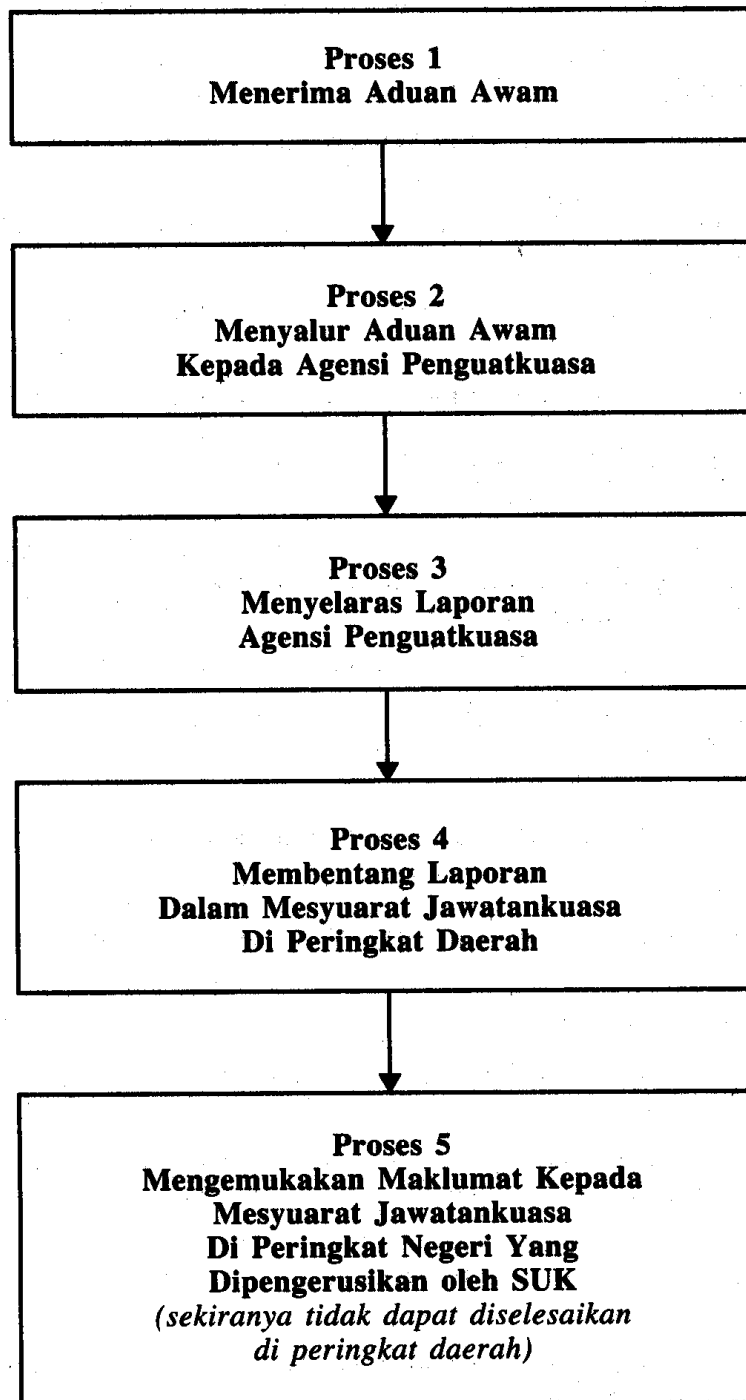 Proses 1
Menerima Aduan Awam
Proses 2
Menyalur Aduan Awam
Kepada Agensi Penguatkuasa
Proses 3
Menyelaras Laporan
Agensi Penguatkuasa
Proses 4
Membentang Laporan
Dalam Mesyuarat Jawatankuasa
Di Peringkat Daerah
Proses 5
Mengemukakan Maklumat Kepada
Mesyuarat Jawatankuasa
Di Peringkat Negeri Yang
Dipengerusikan oleh SUK
(sekiranya tidak dapat diselesaikan
di peringkat daerah)